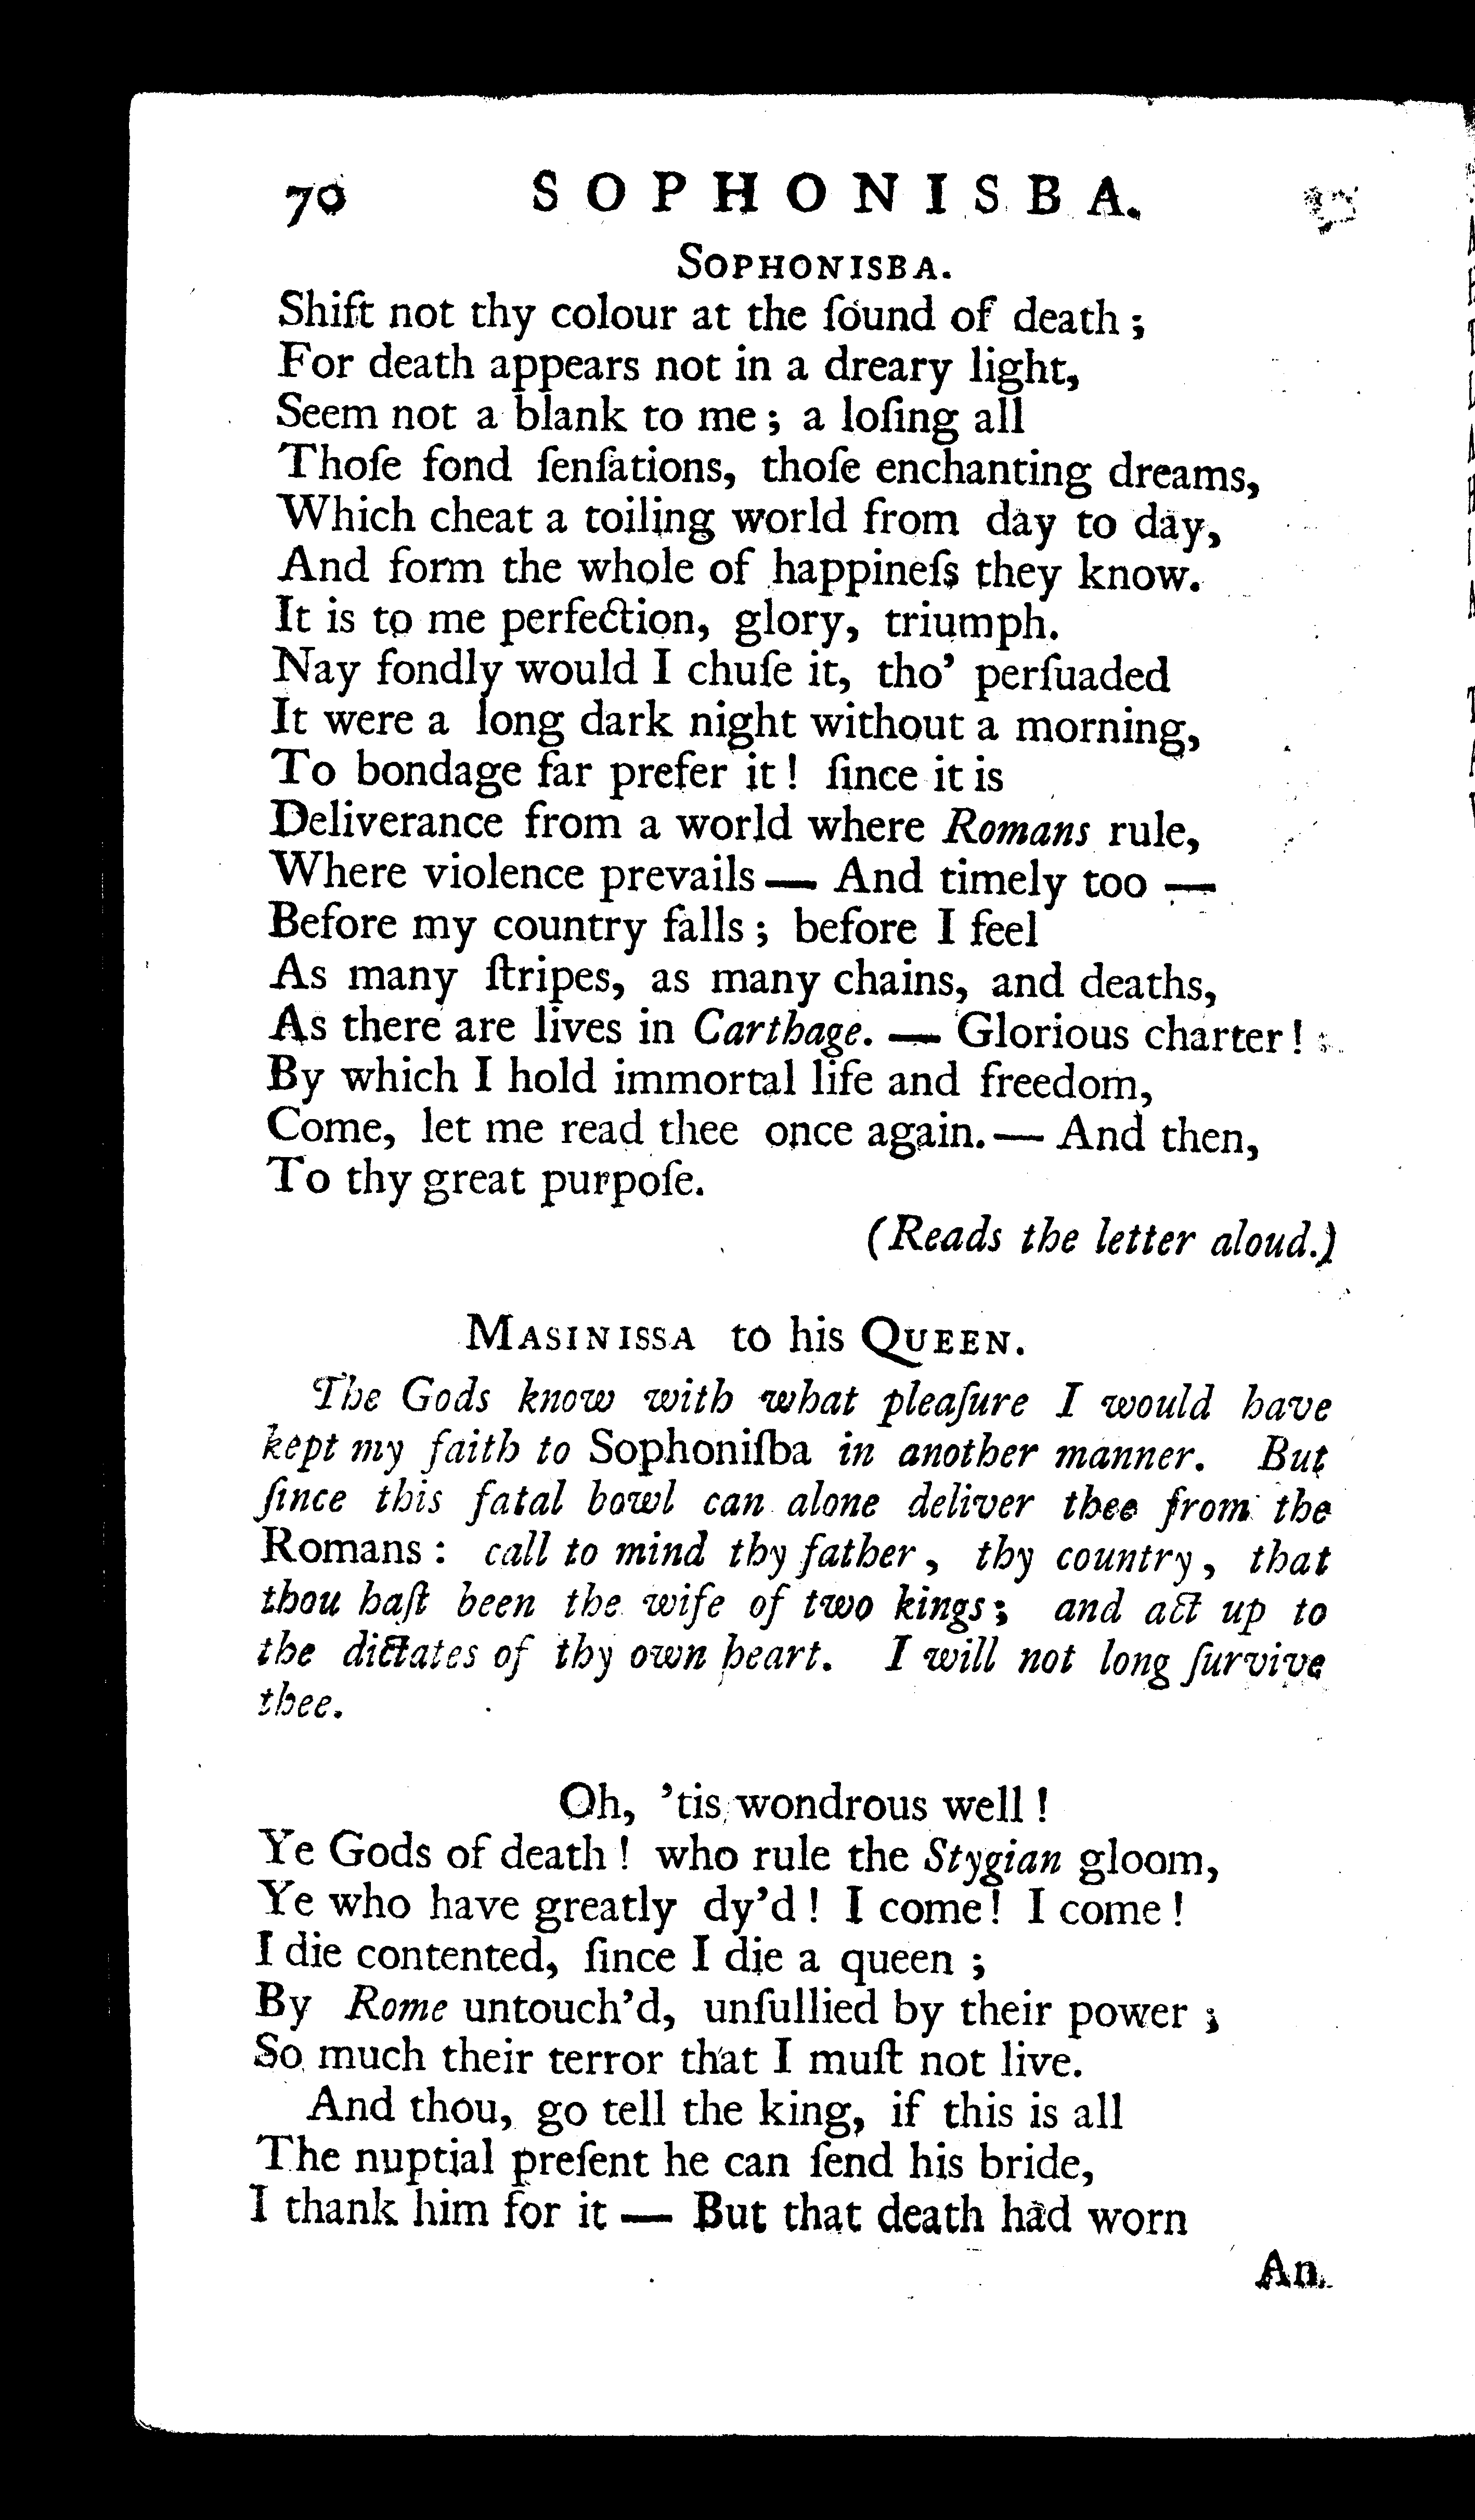 70 SOPHONISBA.
SOPHONISBA.
Shift not thy colour at the ſound of death;
For death appears not in a dreary light,
Seem not a blank to me; a loſing all
Thoſe fond ſenſations, thoſe enchanting dreams,
Which cheat a toiling world from day to day,
And form the whole of happineſs they know.
It is to me perfection, glory, triumph.
Nay fondly would I chuſe it, tho' perſuaded
It were a long dark night without a morning,
To bondage far prefer it! ſince it is
Deliverance from a world where Romans rule,
Where violence prevails — And timely too —
Before my country falls; before I feel
As many ſtripes, as many chains, and deaths,
As there are lives in Carthage. — Glorious charter!
By which I hold immortal life and freedom,
Come, let me read thee once again. — And then,
To thy great purpoſe.
(Reads the letter aloud.)
MASINISSA to his QUEEN.
The Gods know with what pleaſure I would have
kept my faith to Sophoniſba in another manner. But
ſince this fatal bowl can alone deliver thee from the
Romans: call to mind thy father, thy country, that
thou haſt been the wife of two kings; and act up to
the dictates of thy own heart. I will not long ſurvive
thee.
Oh, 'tis wondrous well!
Ye Gods of death! who rule the Stygian gloom,
Ye who have greatly dy'd! I come! I come!
I die contented, ſince I die a queen;
By Rome untouch'd, unſullied by their power;
So much their terror that I muſt not live.
And thou, go tell the king, if this is all
The nuptial preſent he can ſend his bride,
I thank him for it — But that death had worn
An